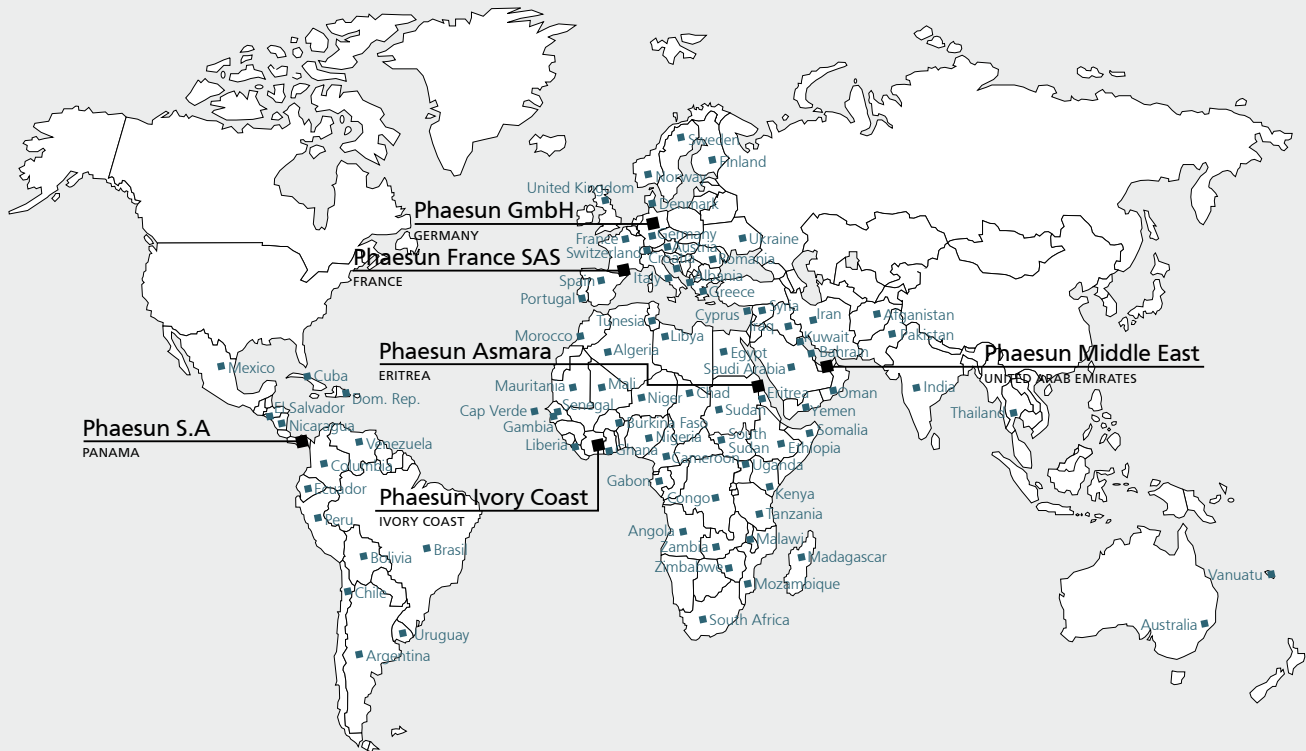 Sweden
Finland
Norway
United Kingdom
Denmark
Phaesun GmbH
GERMANY
Germany
France
Ukraine
Austria
Switzerland
Phaesun France SAS
FRANCE
Croatia
Romania
Italy
Albania
Spain
Greece
Portugal
Cyprus
Syria
Iran
Afganistan
Tunesia
Iraq
Morocco
Libya
Kuwait
Pakistan
Phaesun Asmara
ERITREA
Algeria
Egypt
Bahrain
Phaesun Middle East
UNITED ARAB EMIRATES
Saudi Arabia
Mexico
Cuba
Mauritania
Mali
Niger
Chad
Eritrea
Oman
India
Dom. Rep.
El Salvador
Cap Verde
Senegal
Sudan
Yemen
Thailand
Nicaragua
Gambia
Burkina Faso
Somalia
Phaesun S.A
PANAMA
Venezuela
Liberia
Ghana
Nigeria
South
Sudan
Ethiopia
Columbia
Cameroon
Uganda
Ecuador
Gabon
Phaesun Ivory Coast
IVORY COAST
Congo
Kenya
Peru
Tanzania
Angola
Malawi
Brasil
Zambia
Bolivia
Madagascar
Zimbabwe
Vanuatu
Mozambique
Chile
South Africa
Australia
Uruguay
Argentina